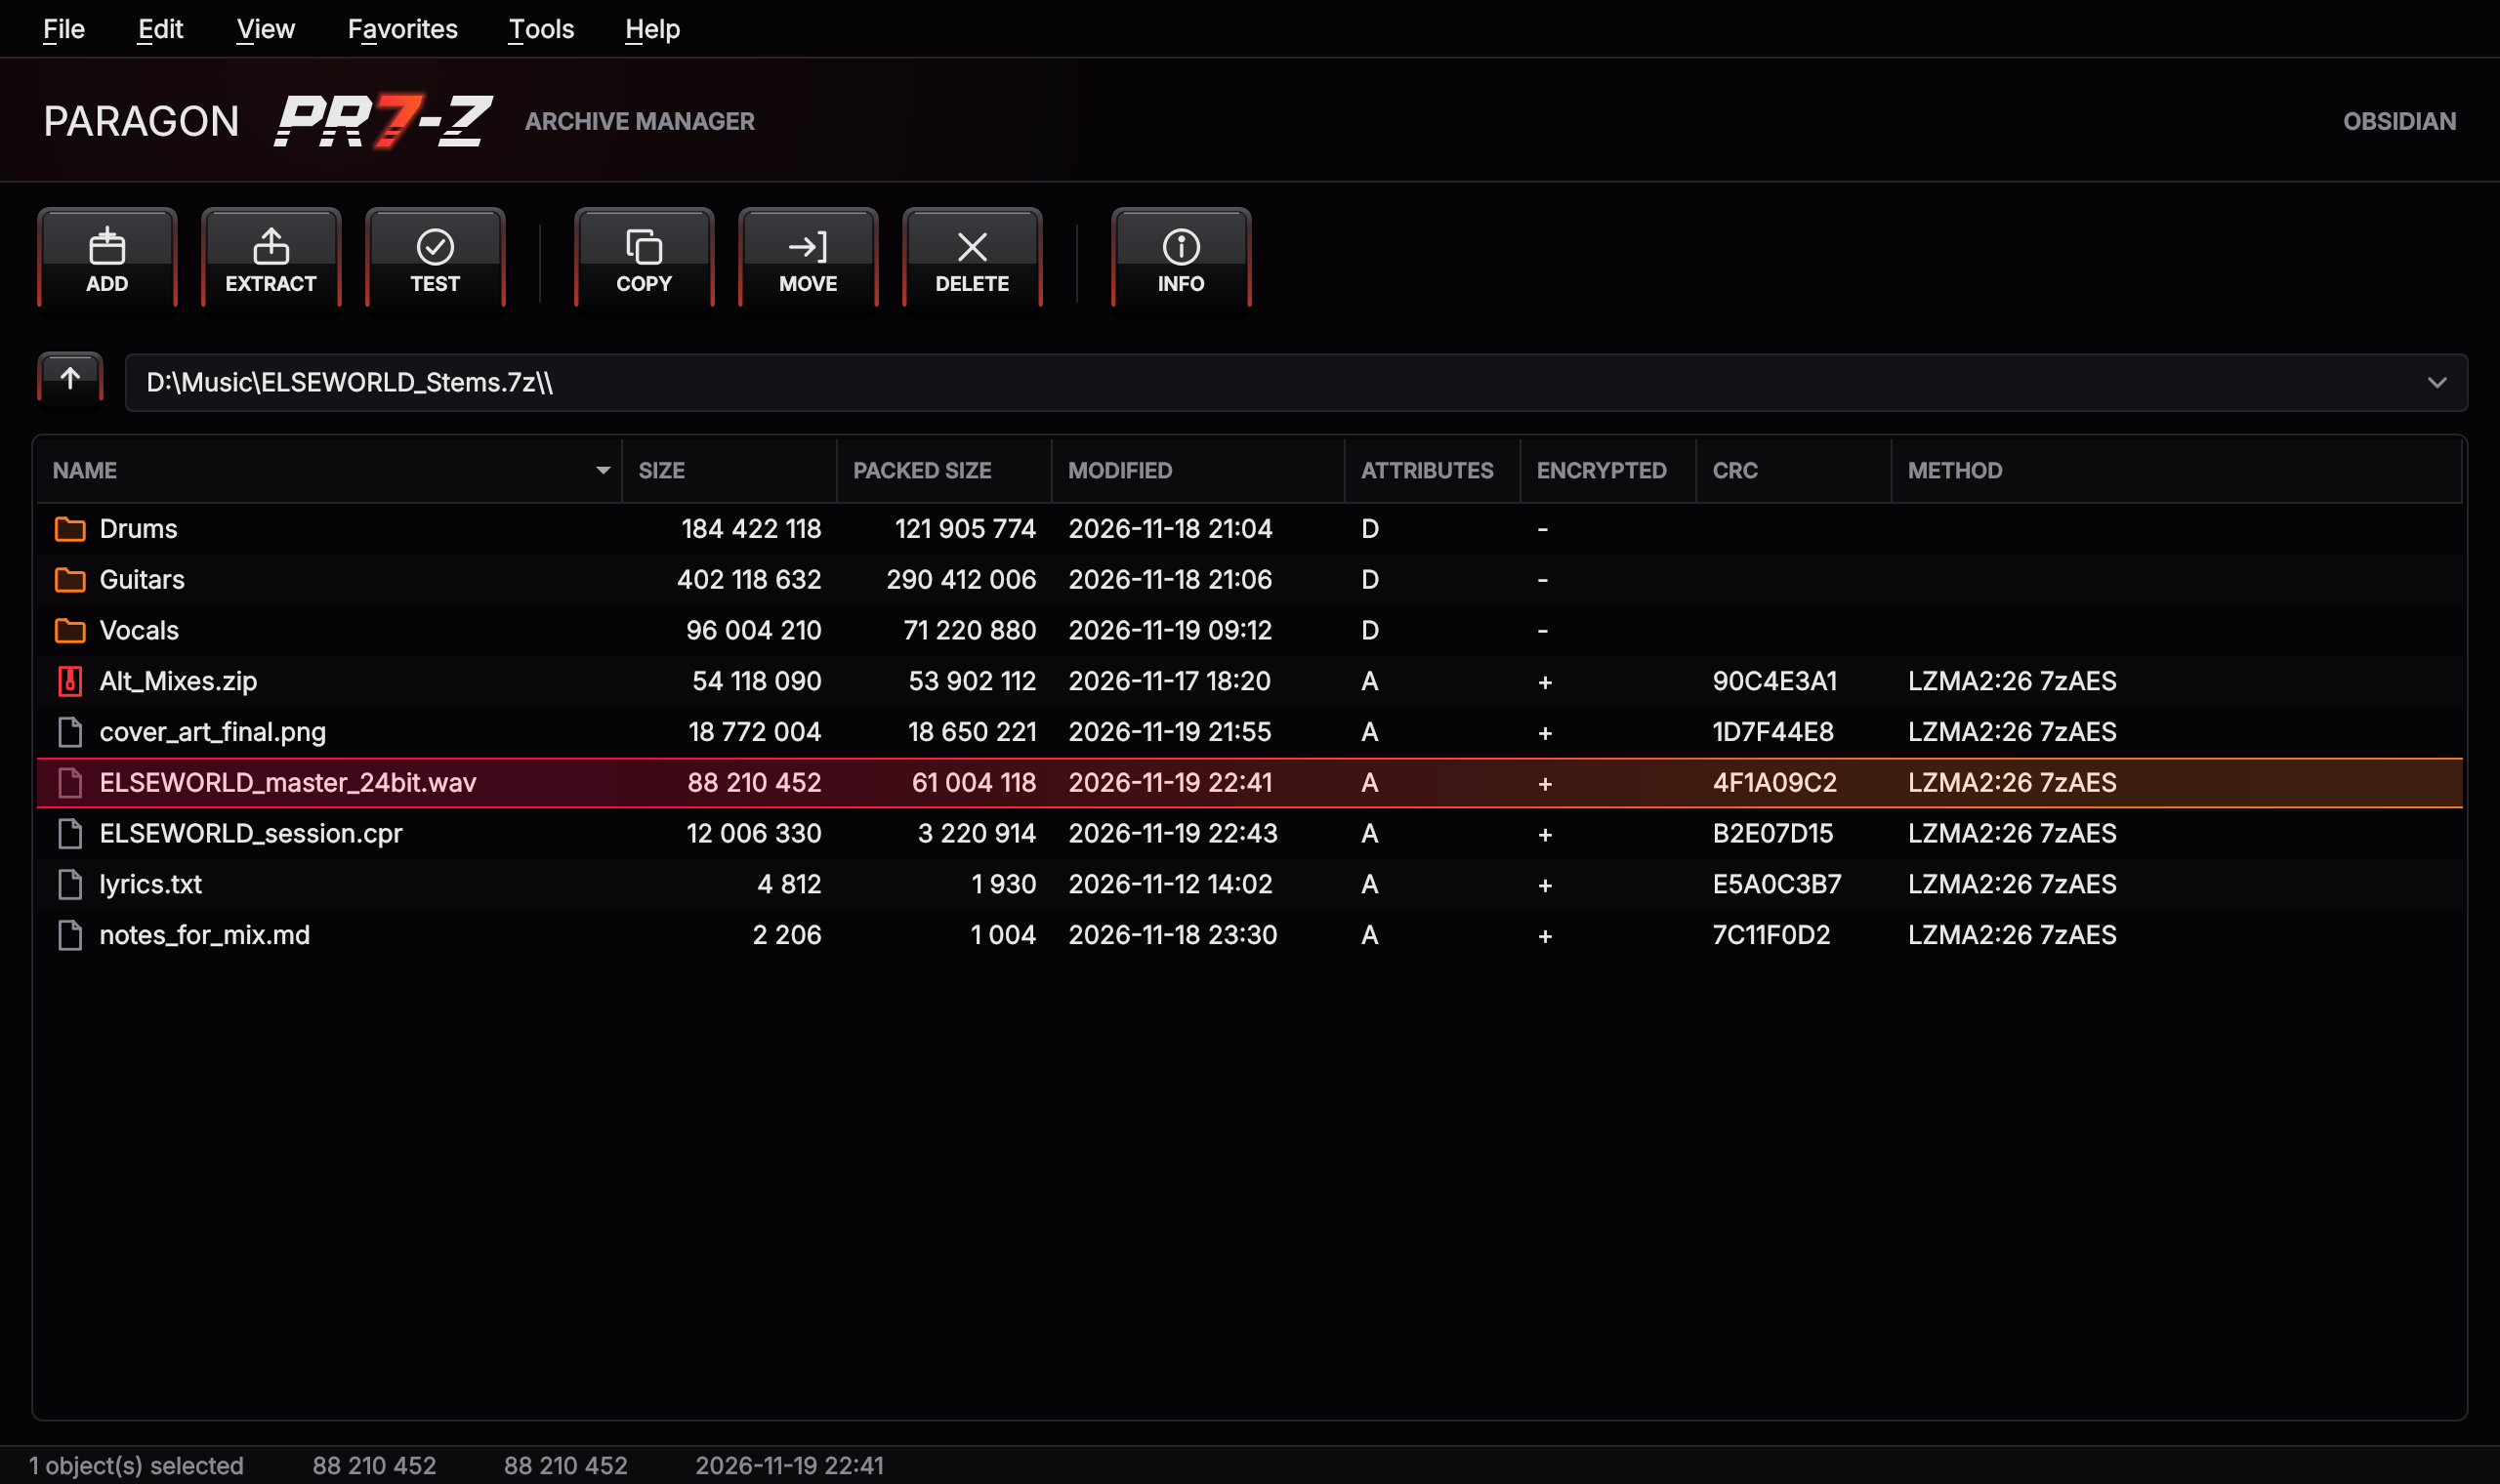 File Edit View Favorites Tools Help
PARAGON PR7-Z ARCHIVE MANAGER OBSIDIAN
ADD EXTRACT TEST COPY MOVE DELETE INFO
D:\Music\ELSEWORLD_Stems.7z\\
NAME SIZE PACKED SIZE MODIFIED ATTRIBUTES ENCRYPTED CRC METHOD
Drums 184 422 118 121 905 774 2026-11-18 21:04 D -
Guitars 402 118 632 290 412 006 2026-11-18 21:06 D -
Vocals 96 004 210 71 220 880 2026-11-19 09:12 D -
Alt_Mixes.zip 54 118 090 53 902 112 2026-11-17 18:20 A + 90C4E3A1 LZMA2:26 7zAES
cover_art_final.png 18 772 004 18 650 221 2026-11-19 21:55 A + 1D7F44E8 LZMA2:26 7zAES
ELSEWORLD_master_24bit.wav 88 210 452 61 004 118 2026-11-19 22:41 A + 4F1A09C2 LZMA2:26 7zAES
ELSEWORLD_session.cpr 12 006 330 3 220 914 2026-11-19 22:43 A + B2E07D15 LZMA2:26 7zAES
lyrics.txt 4 812 1 930 2026-11-12 14:02 A + E5A0C3B7 LZMA2:26 7zAES
notes_for_mix.md 2 206 1 004 2026-11-18 23:30 A + 7C11F0D2 LZMA2:26 7zAES
1 object(s) selected 88 210 452 88 210 452 2026-11-19 22:41